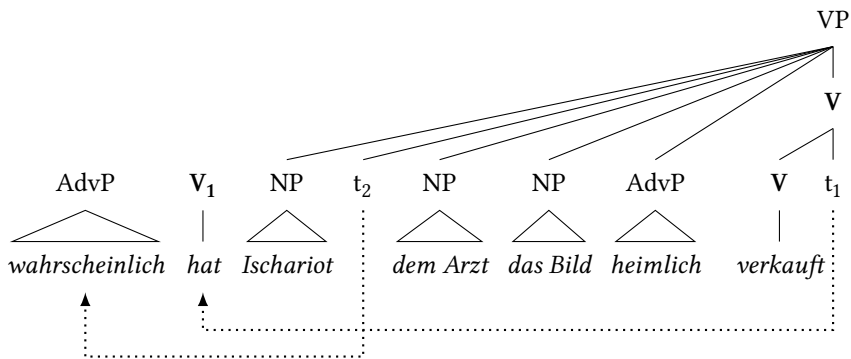 VP
V
AdvP V₁ NP t₂ NP NP AdvP V t₁
wahrscheinlich hat Ischariot dem Arzt das Bild heimlich verkauft